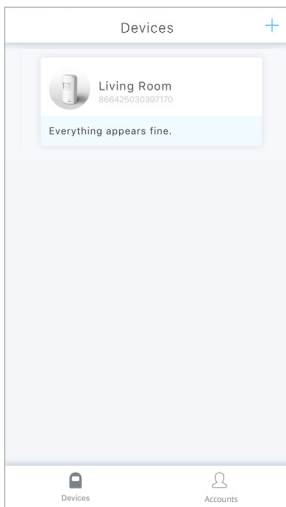 Devices
Living Room
866425030397170
Everything appears fine.
Devices
Accounts